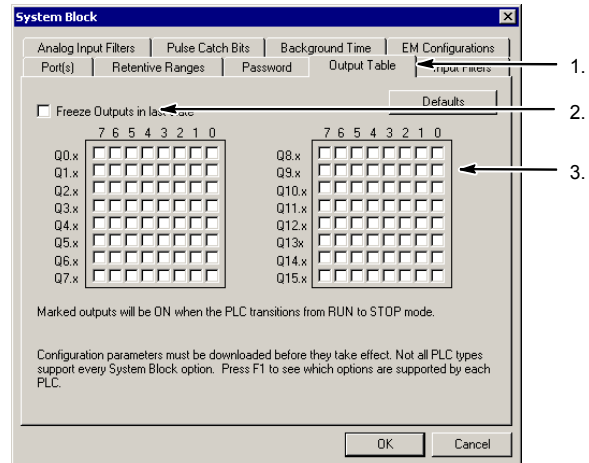 System Block
Analog Input Filters Pulse Catch Bits Background Time EM Configurations
Port(s) Retentive Ranges Password Output Table Input Filters
1.
Defaults
Freeze Outputs in last state
2.
7 6 5 4 3 2 1 0 7 6 5 4 3 2 1 0
Q0.x Q8.x
3.
Q1.x Q9.x
Q2.x Q10.x
Q3.x Q11.x
Q4.x Q12.x
Q5.x Q13x
Q6.x Q14.x
Q7.x Q15.x
Marked outputs will be ON when the PLC transitions from RUN to STOP mode.
Configuration parameters must be downloaded before they take effect. Not all PLC types
support every System Block option. Press F1 to see which options are supported by each
PLC.
OK Cancel